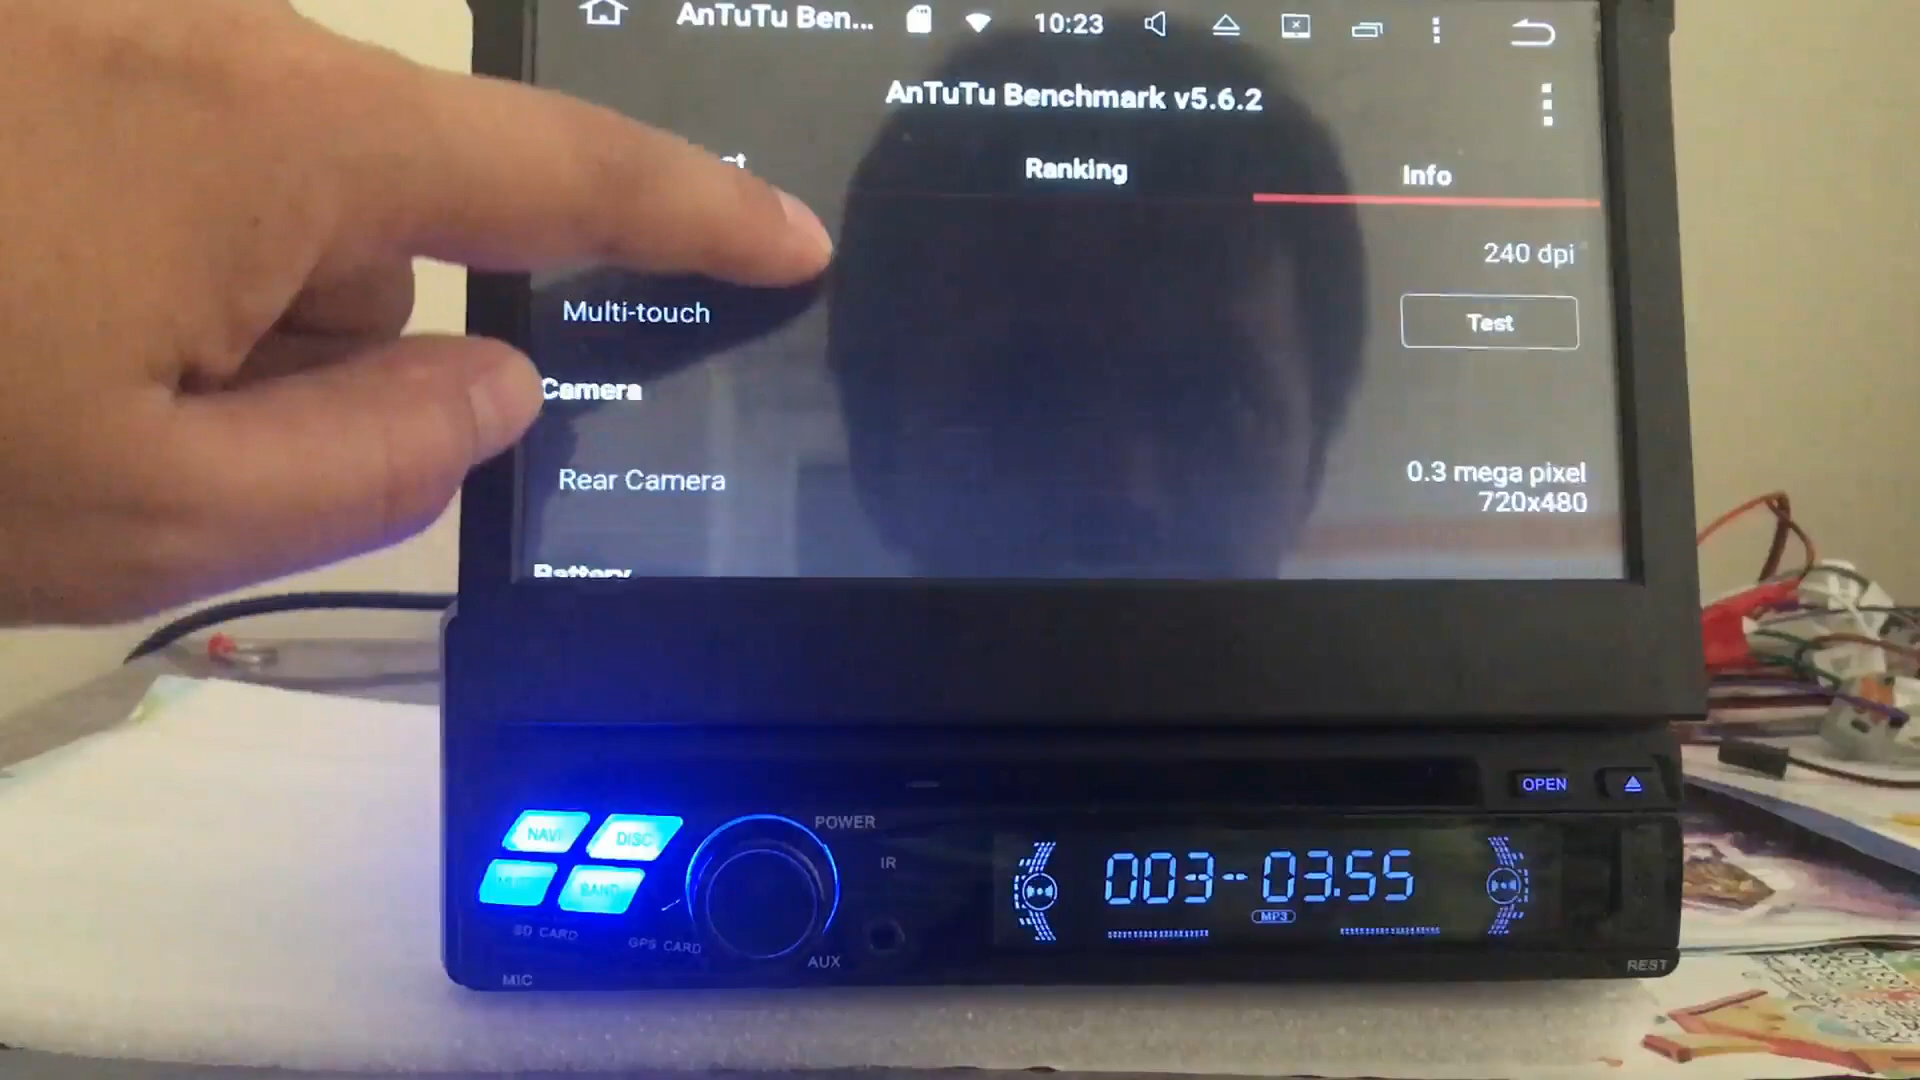 AnTuTu Ben... 10:23
AnTuTu Benchmark v5.6.2
Ranking Info
240 dpi
Multi-touch Test
Camera
Rear Camera 0.3 mega pixel
720x480
Battery
OPEN
NAVI DISC POWER
IR
BAND
003--03.55
MP3
SD CARD GPS CARD
AUX
MIC REST